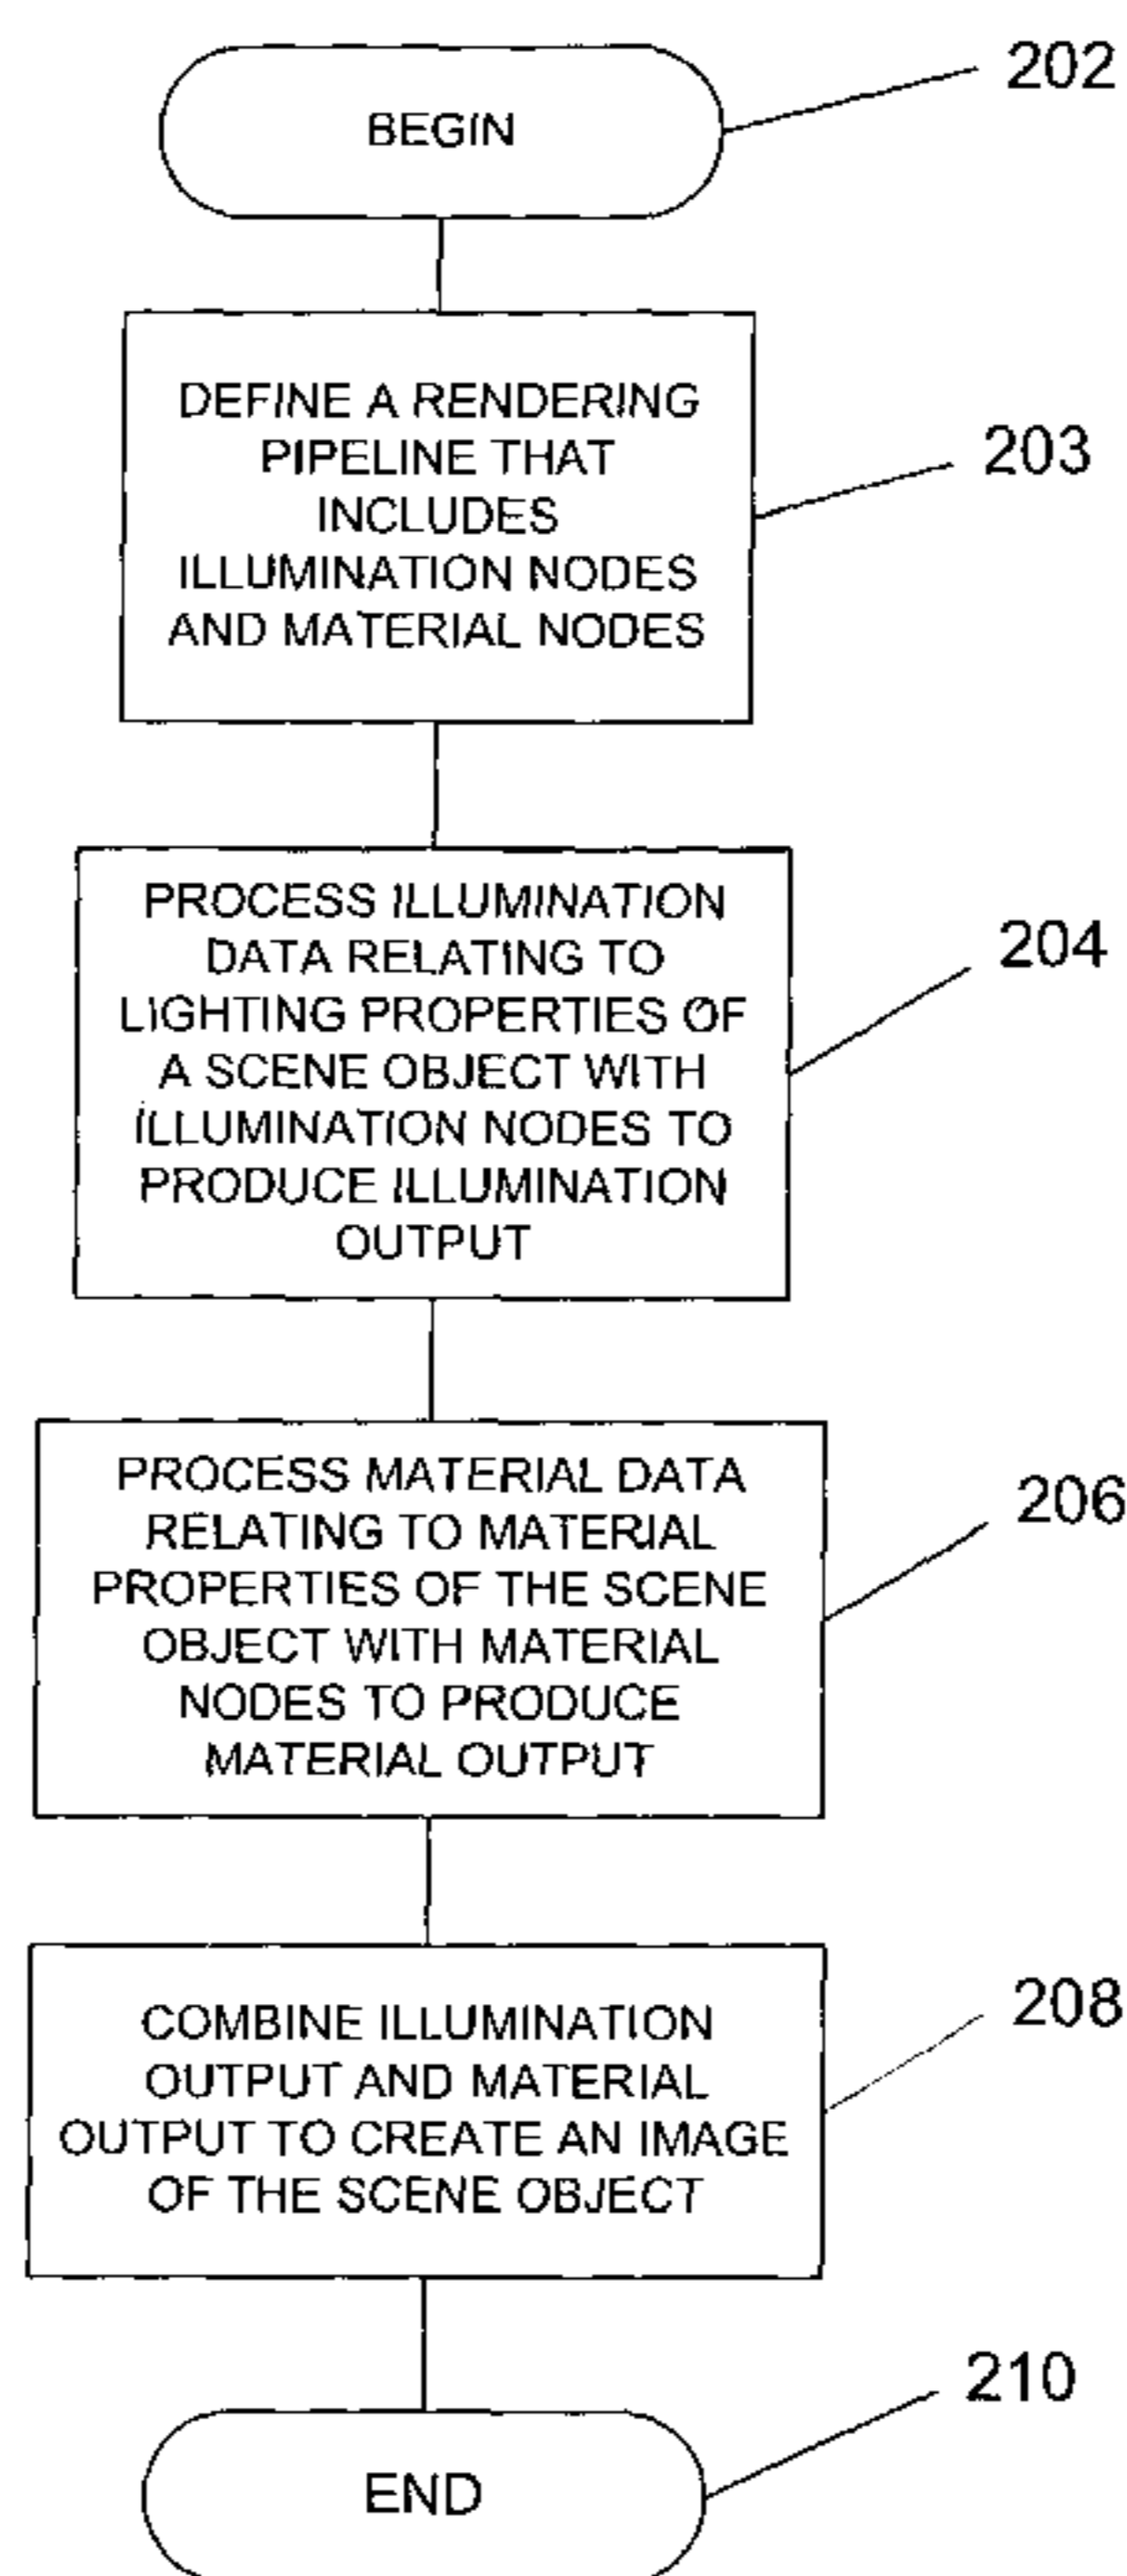 202
BEGIN
203
DEFINE A RENDERING
PIPELINE THAT
INCLUDES
ILLUMINATION NODES
AND MATERIAL NODES
204
PROCESS ILLUMINATION
DATA RELATING TO
LIGHTING PROPERTIES OF
A SCENE OBJECT WITH
ILLUMINATION NODES TO
PRODUCE ILLUMINATION
OUTPUT
206
PROCESS MATERIAL DATA
RELATING TO MATERIAL
PROPERTIES OF THE SCENE
OBJECT WITH MATERIAL
NODES TO PRODUCE
MATERIAL OUTPUT
208
COMBINE ILLUMINATION
OUTPUT AND MATERIAL
OUTPUT TO CREATE AN IMAGE
OF THE SCENE OBJECT
210
END